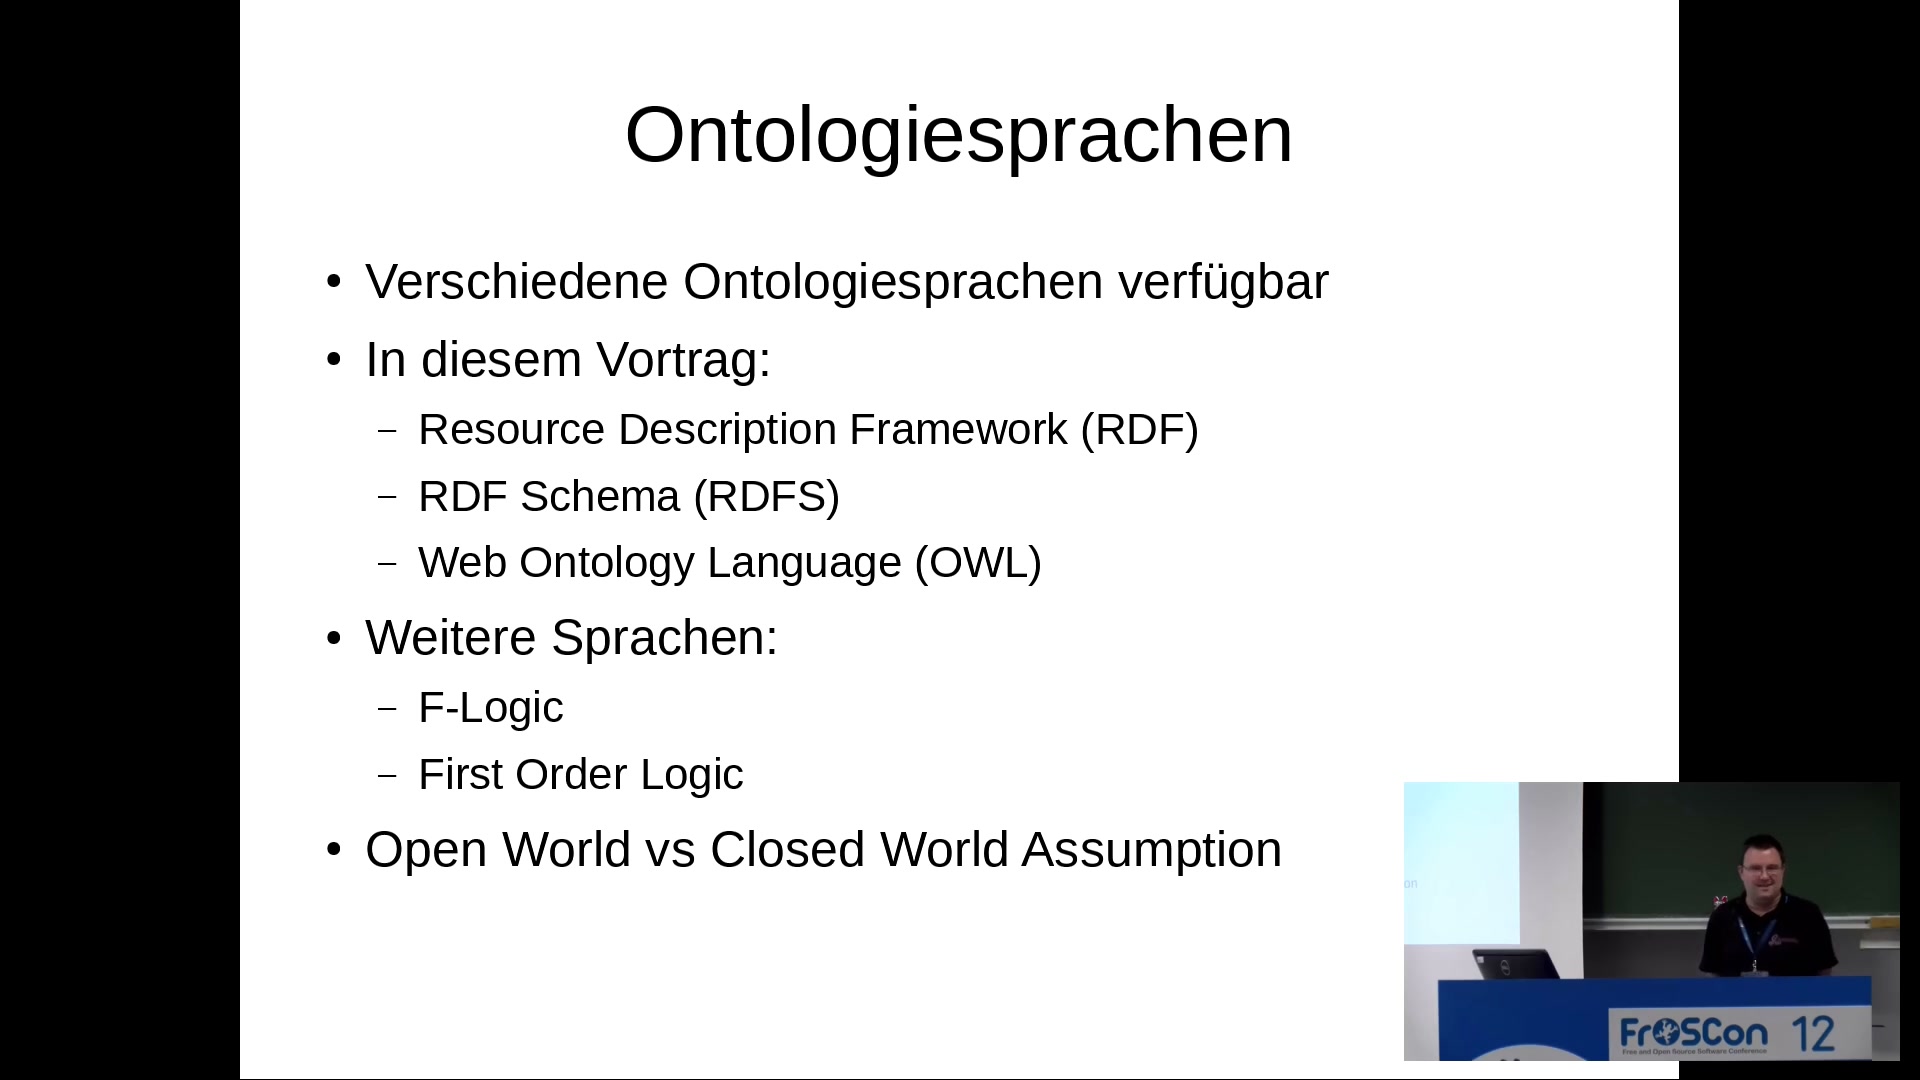 Ontologiesprachen
• Verschiedene Ontologiesprachen verfügbar
• In diesem Vortrag:
– Resource Description Framework (RDF)
– RDF Schema (RDFS)
– Web Ontology Language (OWL)
• Weitere Sprachen:
– F-Logic
– First Order Logic
• Open World vs Closed World Assumption
on
FrOSCon 12
Free and Open Source Software Conference